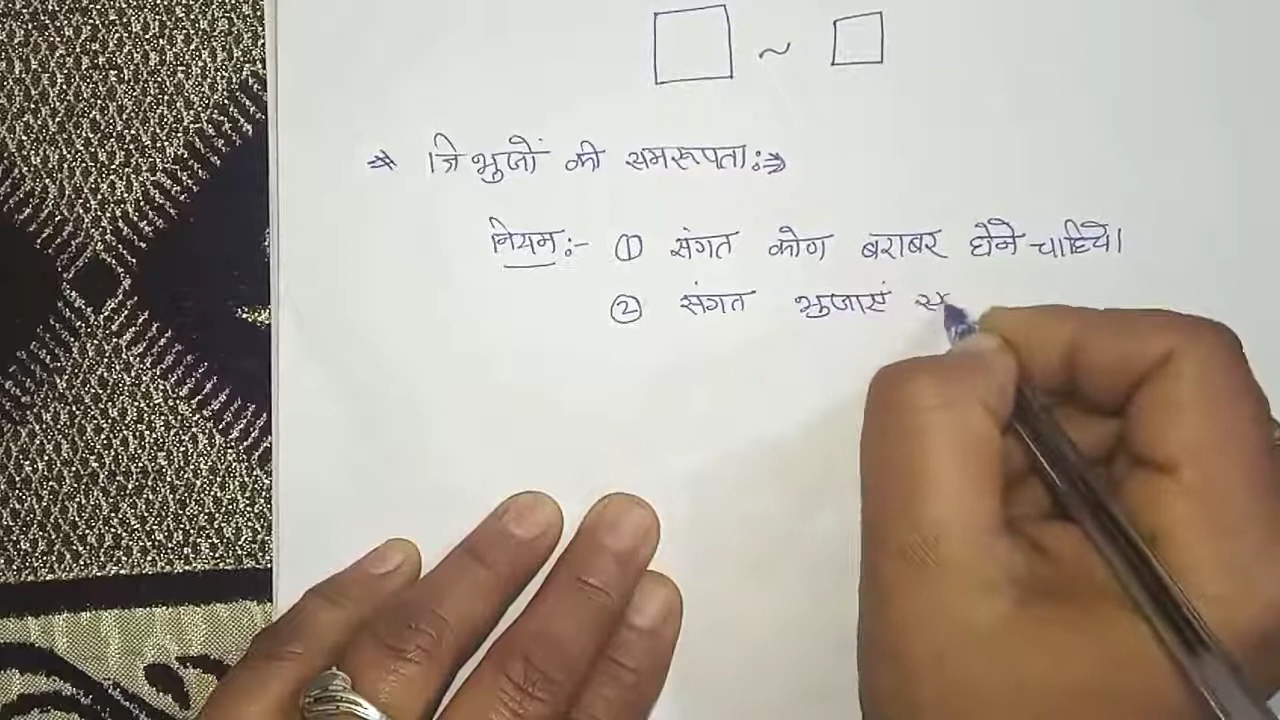 ~
⇒ त्रिभुजों की समरूपता :⇒
नियम :- ① संगत कोण बराबर होने चाहिये।
② संगत भुजाएं स